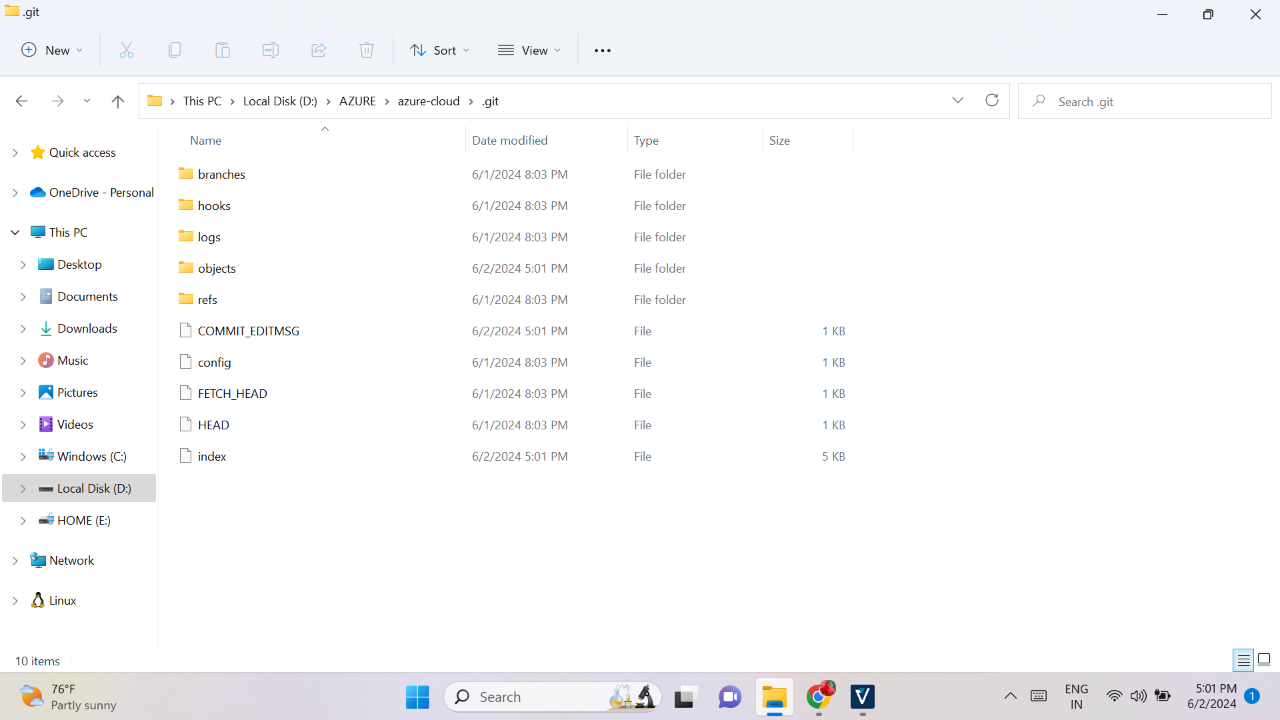 .git
New
Sort
View
This PC
Local Disk (D:)
AZURE
azure-cloud
.git
Search .git
Name Date modified Type Size
Quick access
OneDrive - Personal
This PC
Desktop
Documents
Downloads
Music
Pictures
Videos
Windows (C:)
Local Disk (D:)
HOME (E:)
Network
Linux
branches 6/1/2024 8:03 PM File folder
hooks 6/1/2024 8:03 PM File folder
logs 6/1/2024 8:03 PM File folder
objects 6/2/2024 5:01 PM File folder
refs 6/1/2024 8:03 PM File folder
COMMIT_EDITMSG 6/2/2024 5:01 PM File 1 KB
config 6/1/2024 8:03 PM File 1 KB
FETCH_HEAD 6/1/2024 8:03 PM File 1 KB
HEAD 6/1/2024 8:03 PM File 1 KB
index 6/2/2024 5:01 PM File 5 KB
10 items
76°F
Partly sunny
Search
ENG
IN
5:01 PM
6/2/2024
1